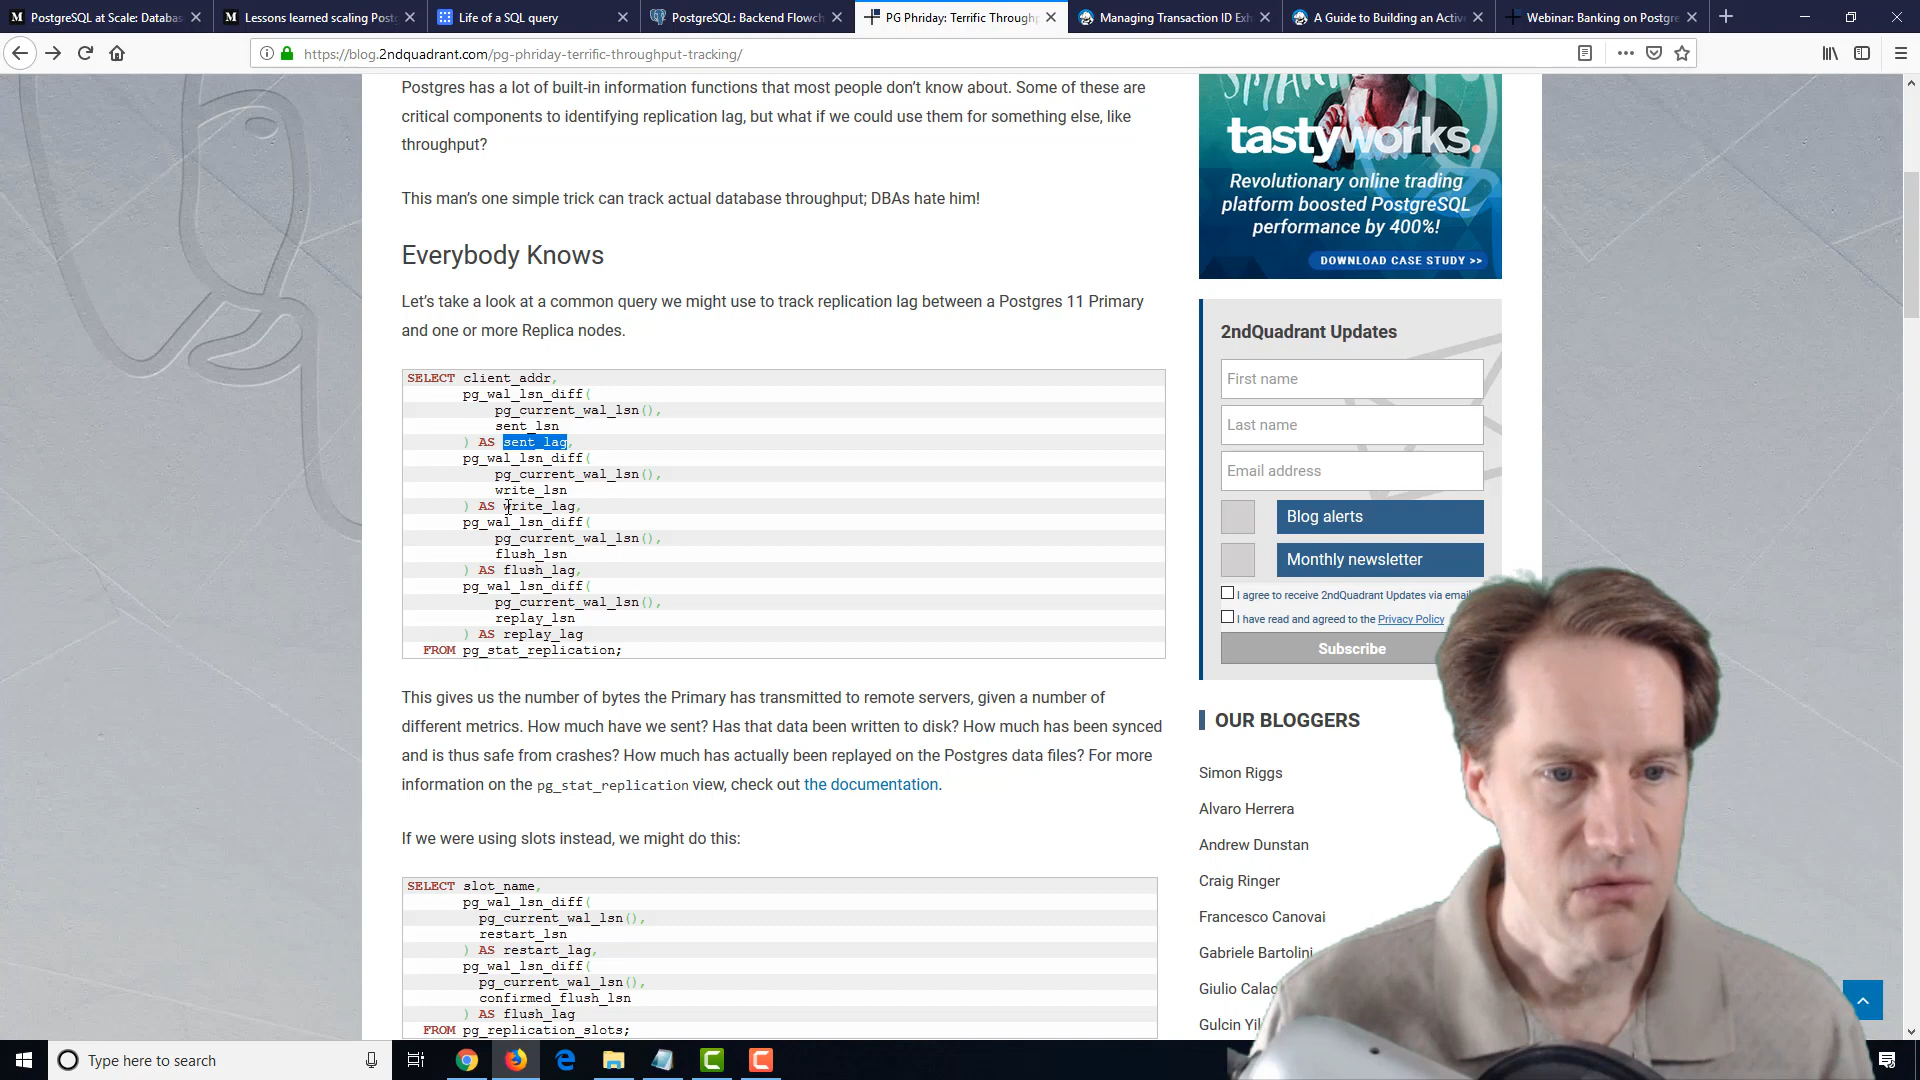 PostgreSQL at Scale: Databas
Lessons learned scaling Post
Life of a SQL query
PostgreSQL: Backend Flowch
PG Phriday: Terrific Throughp
Managing Transaction ID Exh
A Guide to Building an Active
Webinar: Banking on Postgre
https://blog.2ndquadrant.com/pg-phriday-terrific-throughput-tracking/
Postgres has a lot of built-in information functions that most people don't know about. Some of these are
critical components to identifying replication lag, but what if we could use them for something else, like
throughput?
This man's one simple trick can track actual database throughput; DBAs hate him!
Everybody Knows
Let's take a look at a common query we might use to track replication lag between a Postgres 11 Primary
and one or more Replica nodes.
SELECT client_addr,
pg_wal_lsn_diff(
pg_current_wal_lsn(),
sent_lsn
) AS sent_lag,
pg_wal_lsn_diff(
pg_current_wal_lsn(),
write_lsn
) AS write_lag,
pg_wal_lsn_diff(
pg_current_wal_lsn(),
flush_lsn
) AS flush_lag,
pg_wal_lsn_diff(
pg_current_wal_lsn(),
replay_lsn
) AS replay_lag
FROM pg_stat_replication;
This gives us the number of bytes the Primary has transmitted to remote servers, given a number of
different metrics. How much have we sent? Has that data been written to disk? How much has been synced
and is thus safe from crashes? How much has actually been replayed on the Postgres data files? For more
information on the pg_stat_replication view, check out the documentation.
If we were using slots instead, we might do this:
SELECT slot_name,
pg_wal_lsn_diff(
pg_current_wal_lsn(),
restart_lsn
) AS restart_lag,
pg_wal_lsn_diff(
pg_current_wal_lsn(),
confirmed_flush_lsn
) AS flush_lag
FROM pg_replication_slots;
tastyworks.
Revolutionary online trading
platform boosted PostgreSQL
performance by 400%!
DOWNLOAD CASE STUDY >>
2ndQuadrant Updates
First name
Last name
Email address
Blog alerts
Monthly newsletter
I agree to receive 2ndQuadrant Updates via email
I have read and agreed to the Privacy Policy
Subscribe
OUR BLOGGERS
Simon Riggs
Alvaro Herrera
Andrew Dunstan
Craig Ringer
Francesco Canovai
Gabriele Bartolini
Giulio Calac
Gulcin Yil
Type here to search